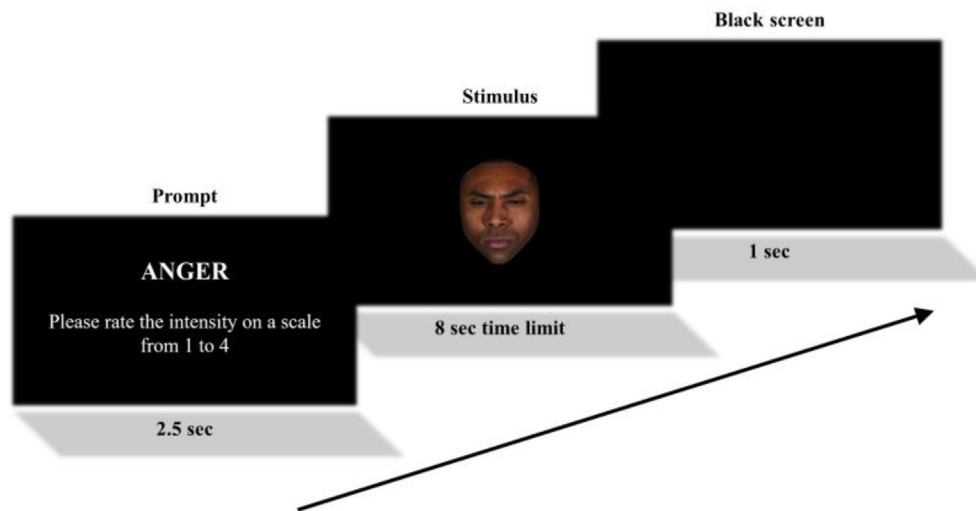 Black screen
Stimulus
Prompt
ANGER
Please rate the intensity on a scale
from 1 to 4
1 sec
8 sec time limit
2.5 sec